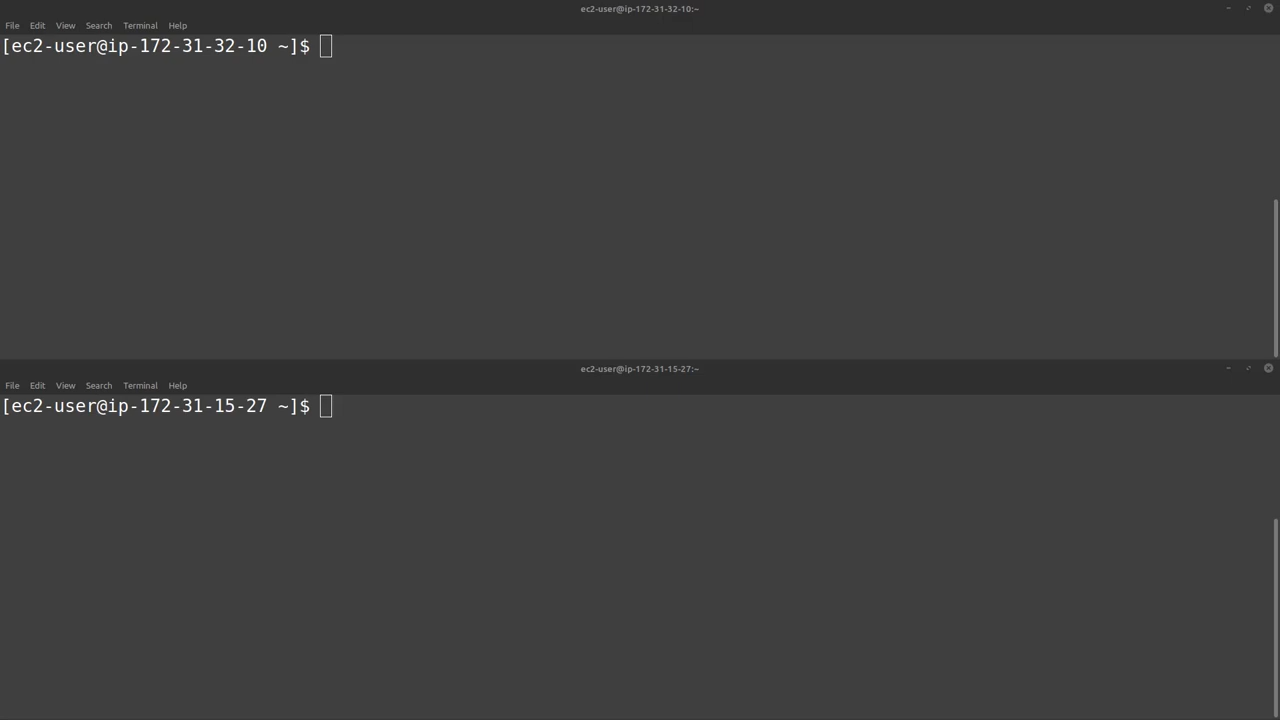 ec2-user@ip-172-31-32-10:~
File Edit View Search Terminal Help
[ec2-user@ip-172-31-32-10 ~]$
ec2-user@ip-172-31-15-27:~
File Edit View Search Terminal Help
[ec2-user@ip-172-31-15-27 ~]$